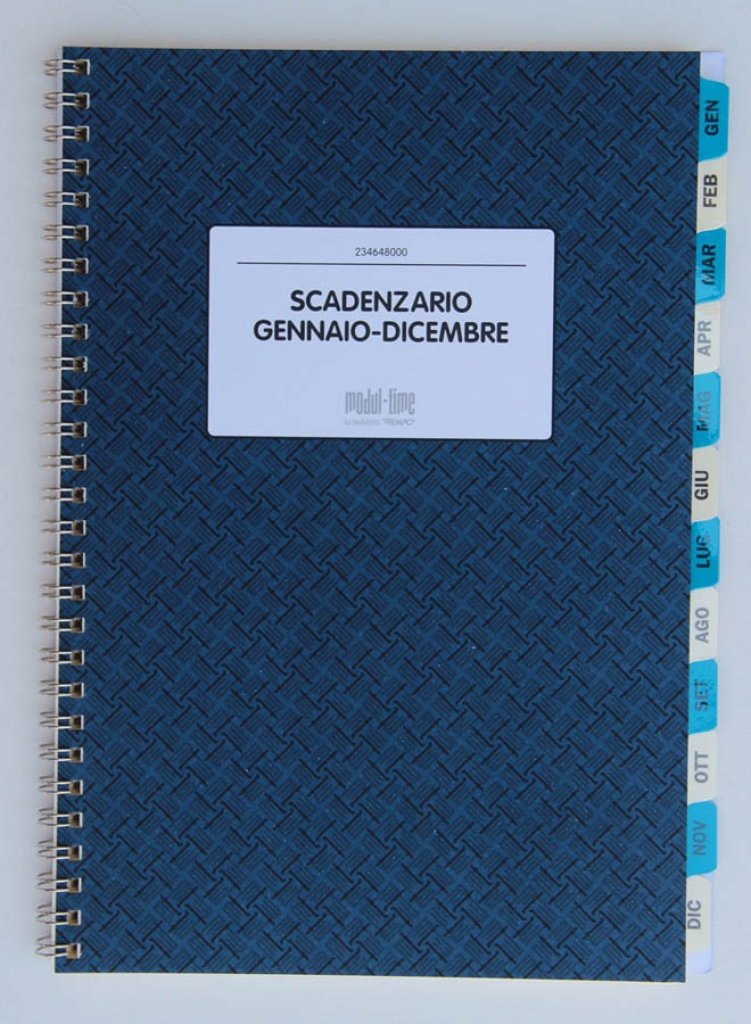 234648000
SCADENZARIO
GENNAIO-DICEMBRE
modul-time
GEN
FEB
MAR
APR
MAG
GIU
LUG
AGO
SET
OTT
NOV
DIC